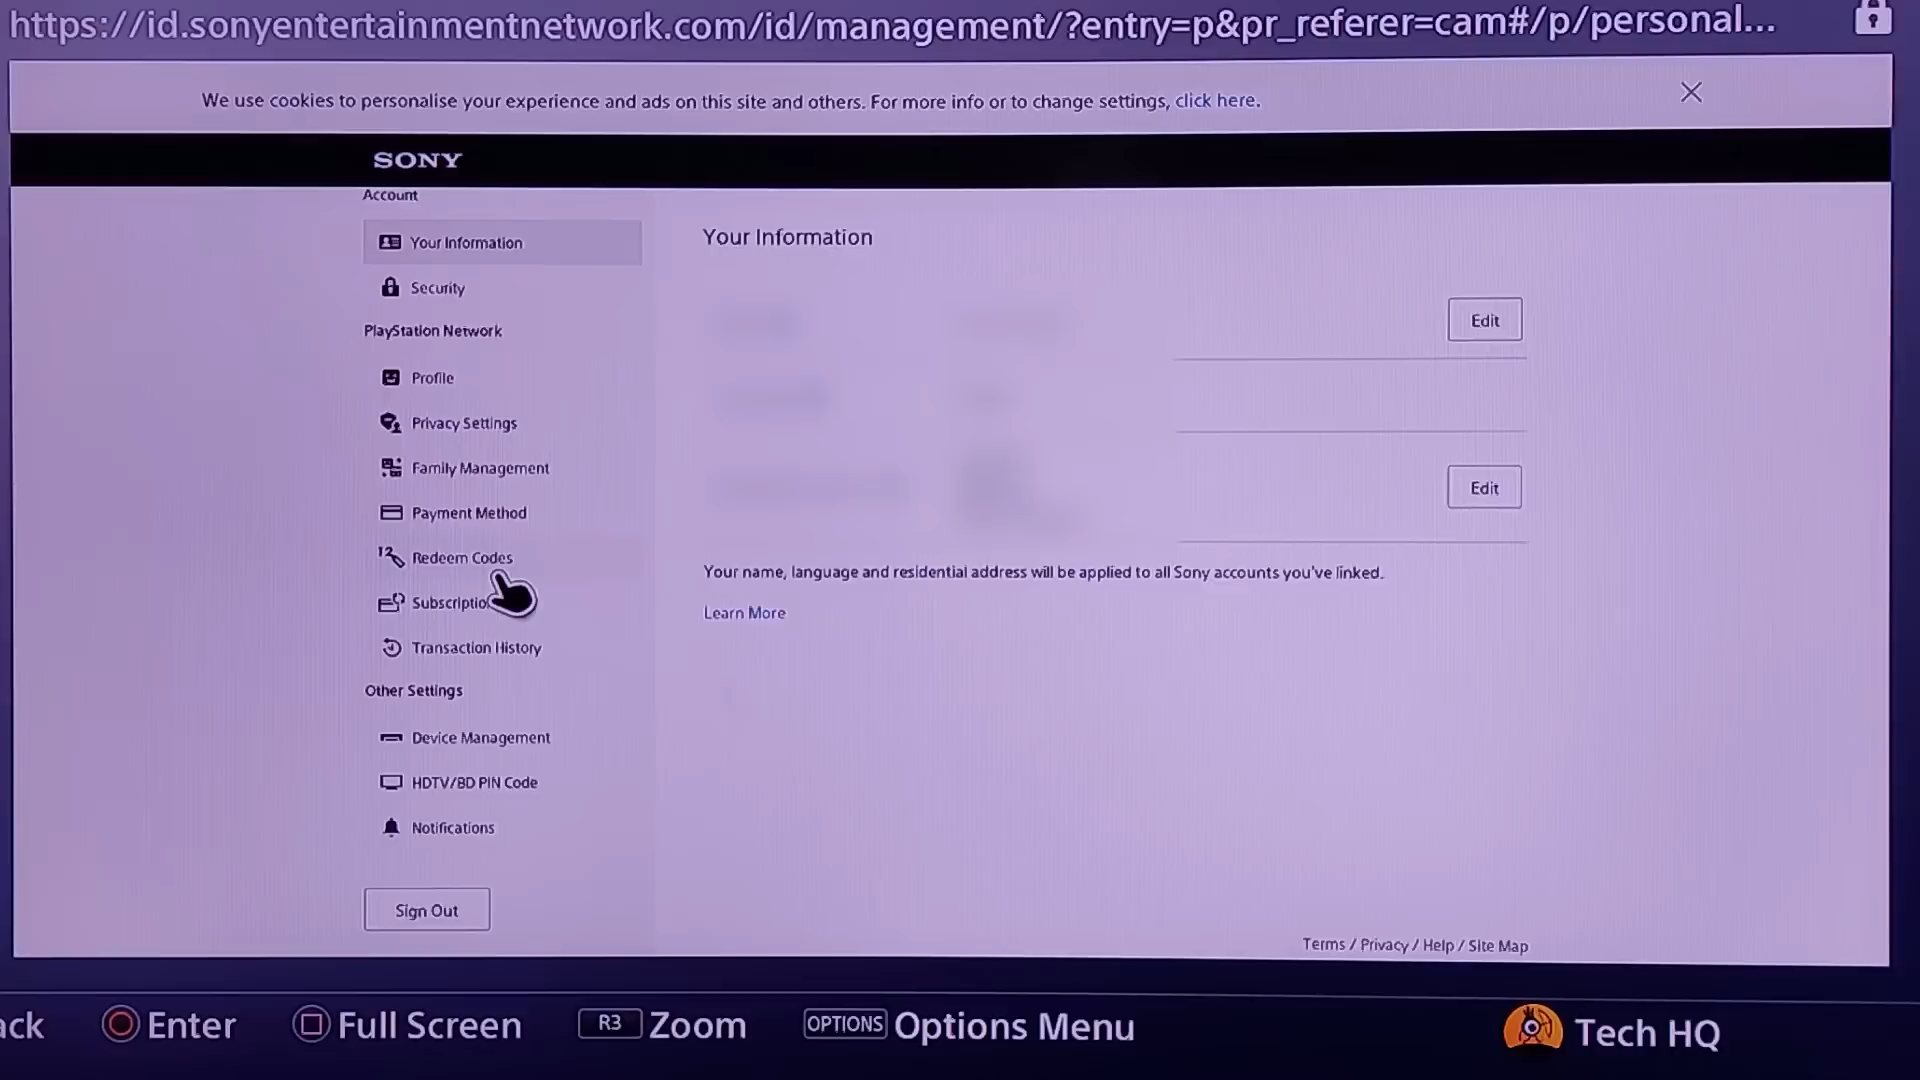 https://id.sonyentertainmentnetwork.com/id/management/?entry=p&pr_referer=cam#/p/personal...
We use cookies to personalise your experience and ads on this site and others. For more info or to change settings, click here.
SONY
Account
Your Information
Security
PlayStation Network
Profile
Privacy Settings
Family Management
Payment Method
Redeem Codes
Subscriptio
Transaction History
Other Settings
Device Management
HDTV/BD PIN Code
Notifications
Sign Out
Your Information
Edit
Edit
Your name, language and residential address will be applied to all Sony accounts you've linked.
Learn More
Terms / Privacy / Help / Site Map
ack
Enter
Full Screen
R3 Zoom
OPTIONS Options Menu
Tech HQ